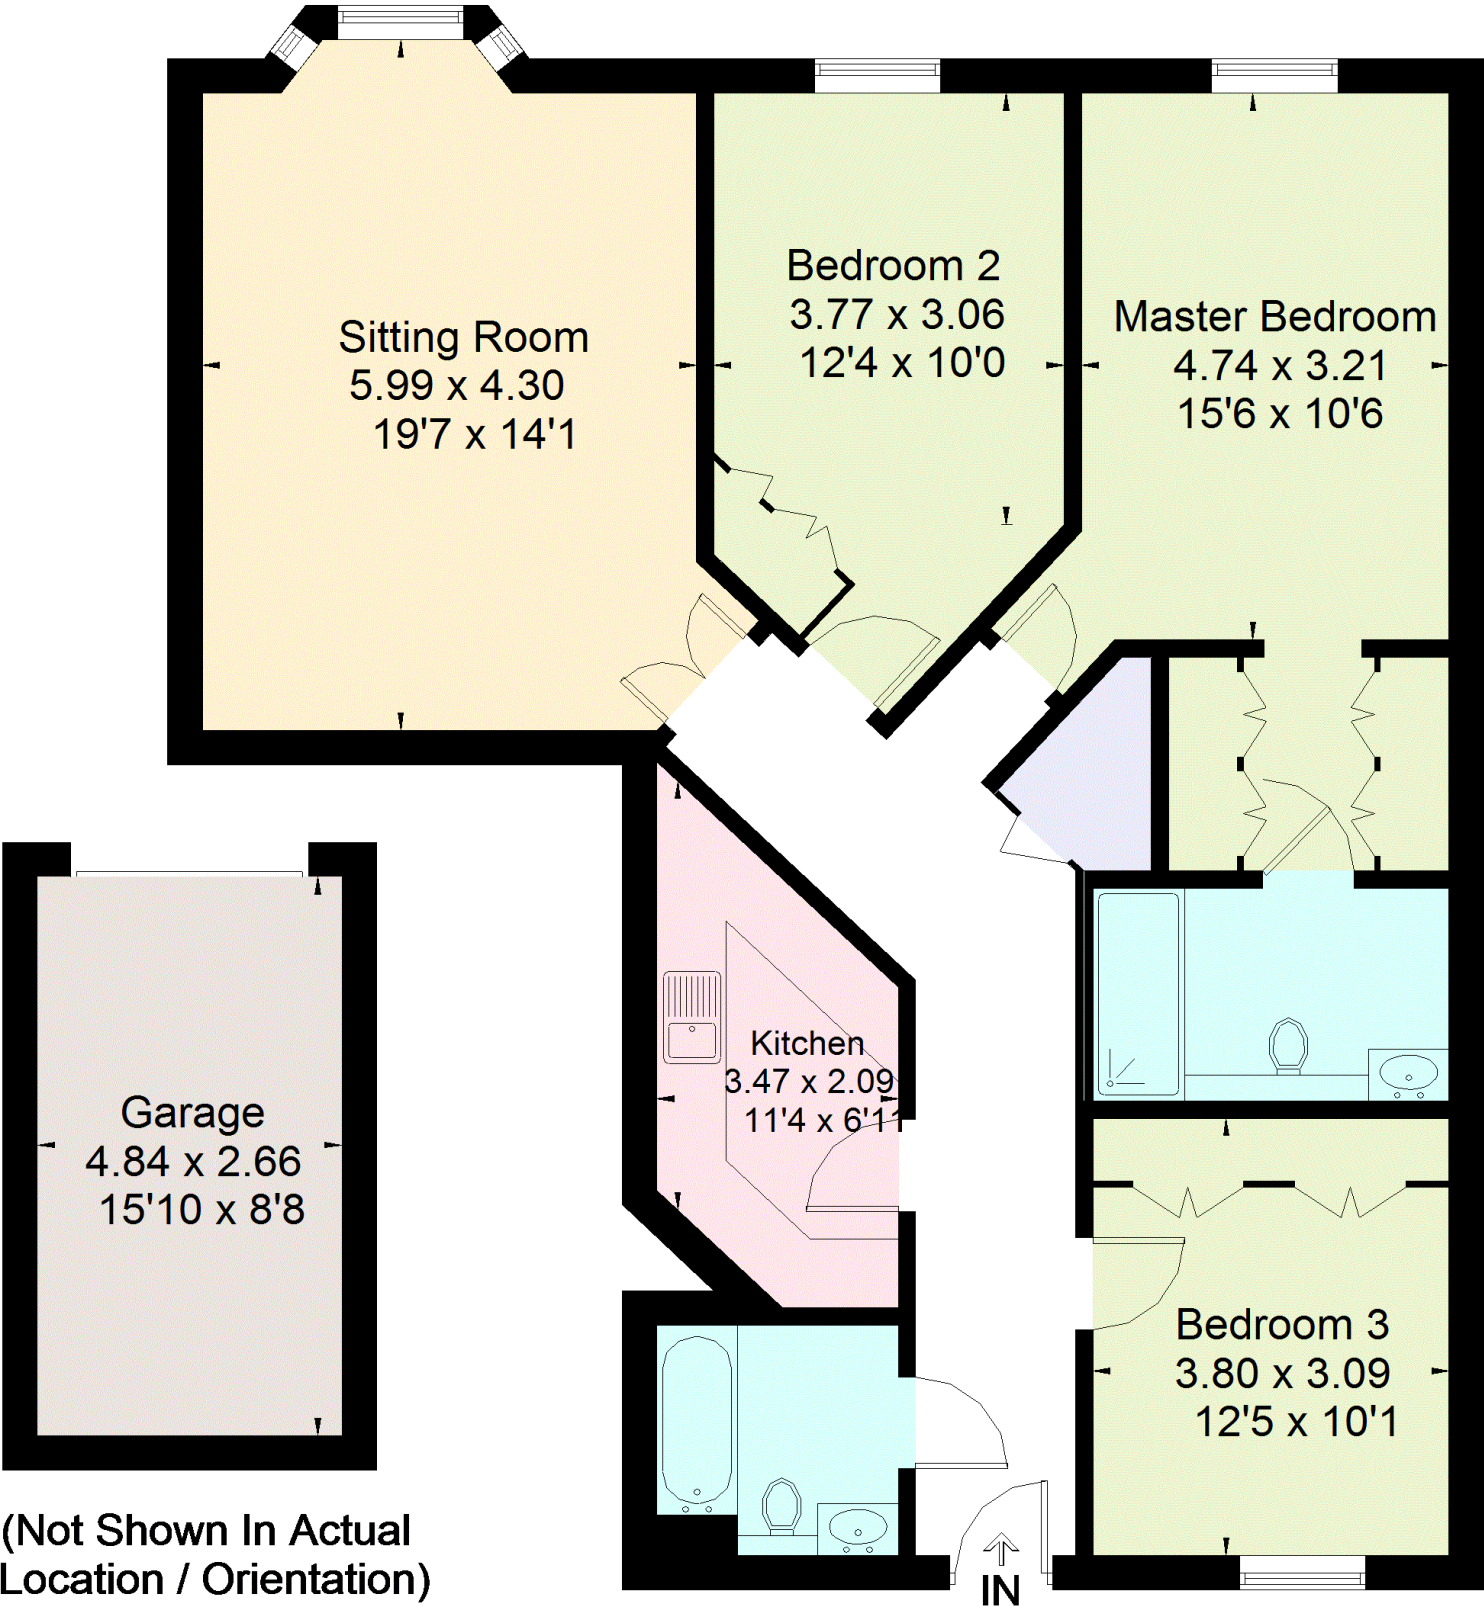 Sitting Room
5.99 x 4.30
19'7 x 14'1
Bedroom 2
3.77 x 3.06
12'4 x 10'0
Master Bedroom
4.74 x 3.21
15'6 x 10'6
Kitchen
3.47 x 2.09
11'4 x 6'11
Garage
4.84 x 2.66
15'10 x 8'8
Bedroom 3
3.80 x 3.09
12'5 x 10'1
(Not Shown In Actual
Location / Orientation)
IN